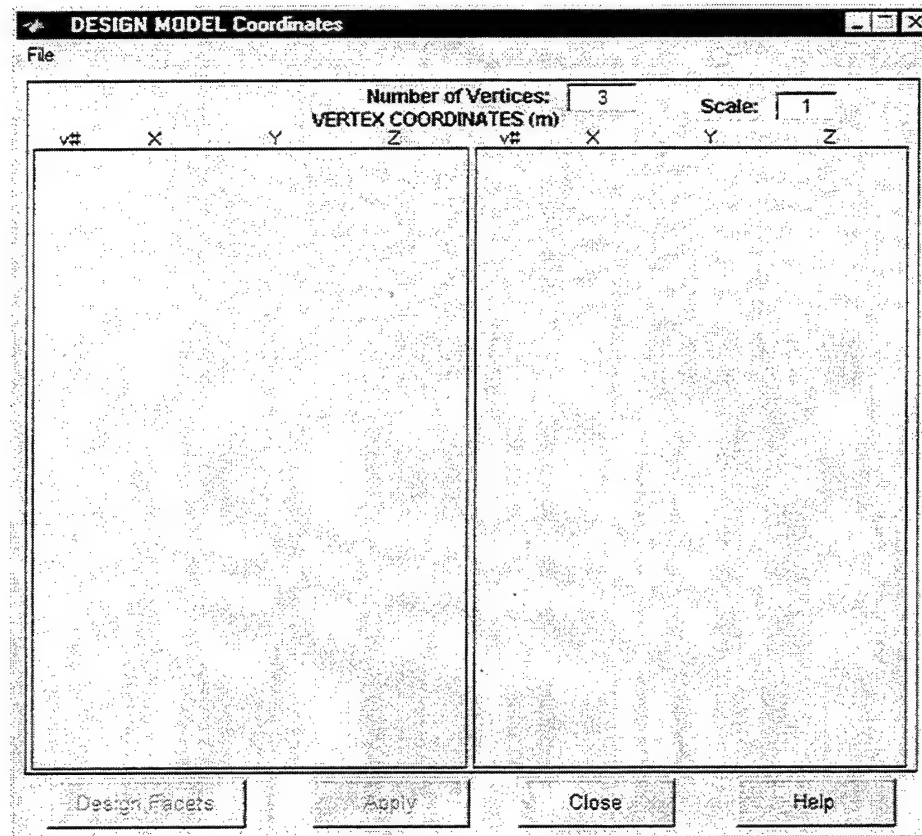 DESIGN MODEL Coordinates
File
Number of Vertices: 3 Scale: 1
VERTEX COORDINATES (m)
v# X Y Z v# X Y Z
Design Facets Apply Close Help